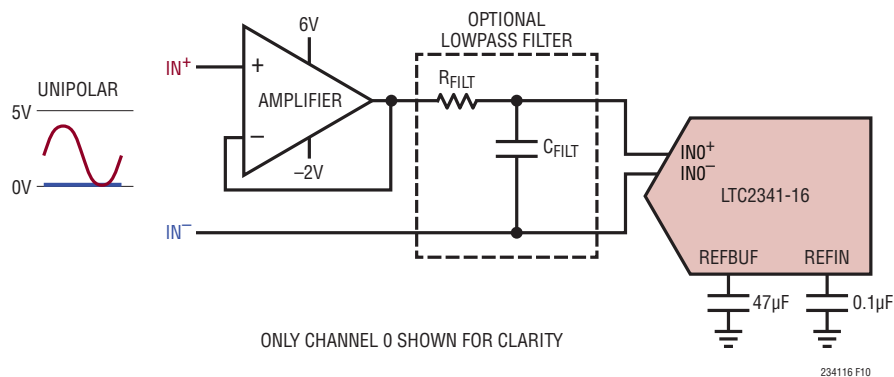 OPTIONAL
LOWPASS FILTER
6V
IN+
+
RFILT
UNIPOLAR
AMPLIFIER
5V
−
CFILT
IN0+
IN0−
0V
–2V
LTC2341-16
IN−
REFBUF REFIN
47µF
0.1µF
ONLY CHANNEL 0 SHOWN FOR CLARITY
234116 F10